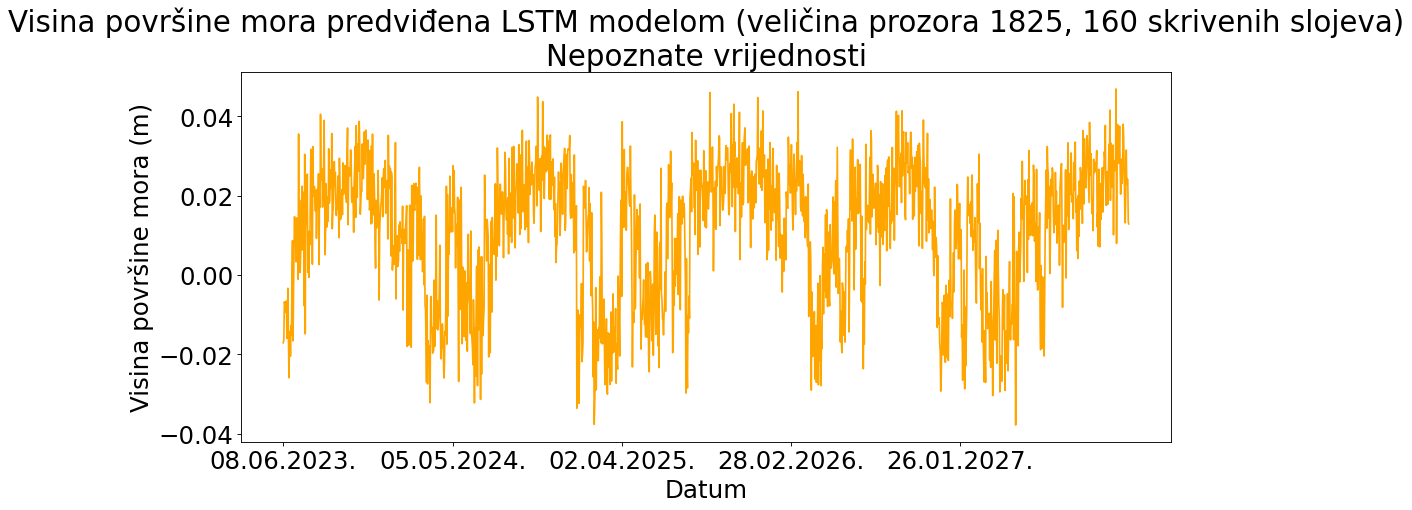 Visina površine mora predviđena LSTM modelom (veličina prozora 1825, 160 skrivenih slojeva)
Nepoznate vrijednosti
Visina površine mora (m)
0.04
0.02
0.00
−0.02
−0.04
08.06.2023. 05.05.2024. 02.04.2025. 28.02.2026. 26.01.2027.
Datum